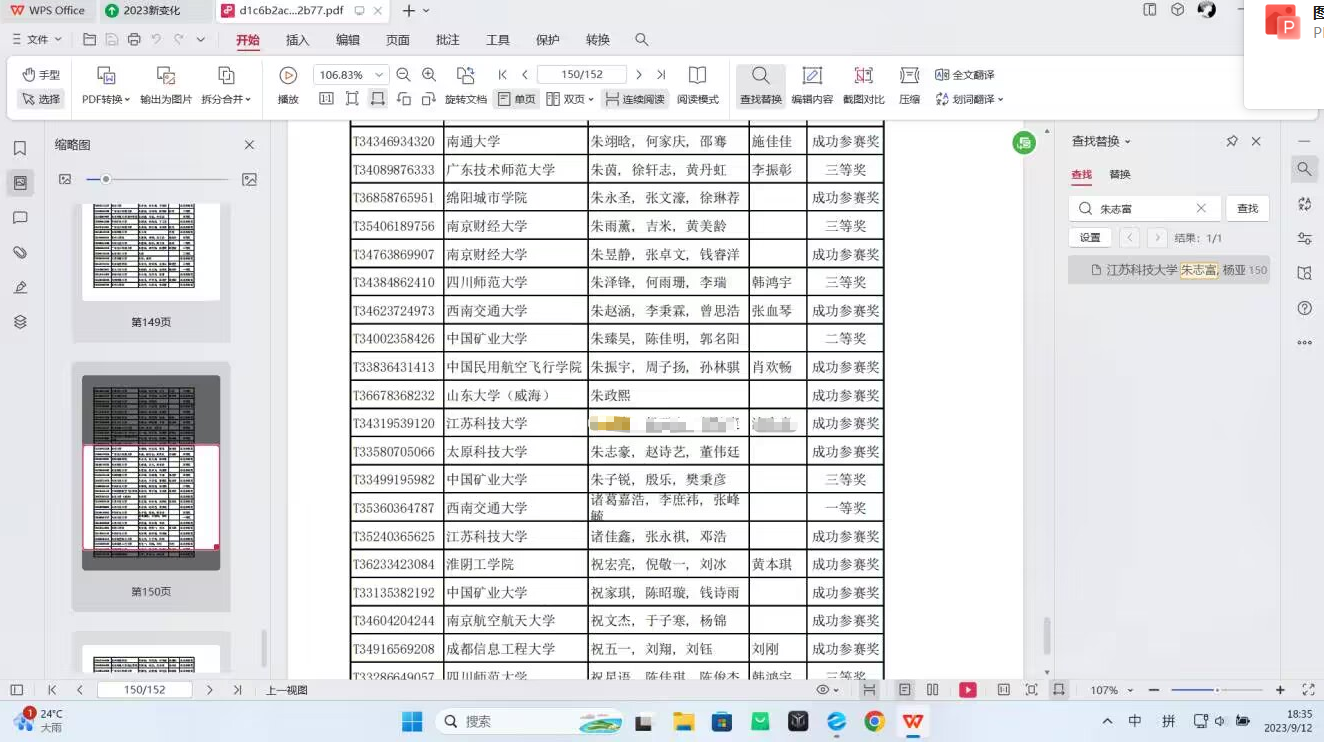 WPS Office
2023新变化
d1c6b2ac...2b77.pdf
图
文件
开始 插入 编辑 页面 批注 工具 保护 转换
手型
选择
PDF转换 输出为图片 拆分合并
播放
106.83%
旋转文档
150/152
单页 双页 连续阅读 阅读模式
查找替换 编辑内容 截图对比 压缩
全文翻译
划词翻译
缩略图
第149页
第150页
T34346934320 南通大学 朱翊晗, 何家庆, 邵骞 施佳佳 成功参赛奖
T34089876333 广东技术师范大学 朱茵, 徐轩志, 黄丹虹 李振彰 三等奖
T36858765951 绵阳城市学院 朱永圣, 张文濠, 徐琳荐 成功参赛奖
T35406189756 南京财经大学 朱雨薰, 吉米, 黄美龄 三等奖
T34763869907 南京财经大学 朱昱静, 张卓文, 钱睿洋 成功参赛奖
T34384862410 四川师范大学 朱泽锋, 何雨珊, 李瑞 韩鸿宇 三等奖
T34623724973 西南交通大学 朱赵涵, 李秉霖, 曾思浩 张血琴 成功参赛奖
T34002358426 中国矿业大学 朱臻昊, 陈佳明, 郭名阳 二等奖
T33836431413 中国民用航空飞行学院 朱振宇, 周子扬, 孙林骐 肖欢畅 成功参赛奖
T36678368232 山东大学（威海） 朱政熙 成功参赛奖
T34319539120 江苏科技大学 成功参赛奖
T33580705066 太原科技大学 朱志豪, 赵诗艺, 董伟廷 成功参赛奖
T33499195982 中国矿业大学 朱子锐, 殷乐, 樊秉彦 三等奖
T35360364787 西南交通大学 诸葛嘉浩, 李庶祎, 张峰毓 一等奖
T35240365625 江苏科技大学 诸佳鑫, 张永祺, 邓浩 成功参赛奖
T36233423084 淮阴工学院 祝宏亮, 倪敬一, 刘冰 黄本琪 成功参赛奖
T33135382192 中国矿业大学 祝家琪, 陈昭璇, 钱诗雨 成功参赛奖
T34604204244 南京航空航天大学 祝文杰, 于子寒, 杨锦 成功参赛奖
T34916569208 成都信息工程大学 祝五一, 刘翔, 刘钰 刘刚 成功参赛奖
T33286649057 四川师范大学 祝星语, 陈佳琪, 陈俊杰 韩鸿宇 三等奖
查找替换
查找 替换
朱志富
查找
设置
结果: 1/1
江苏科技大学 朱志富, 杨亚 150
150/152
上一视图
107%
1
24°C
大雨
搜索
中 拼
18:35
2023/9/12